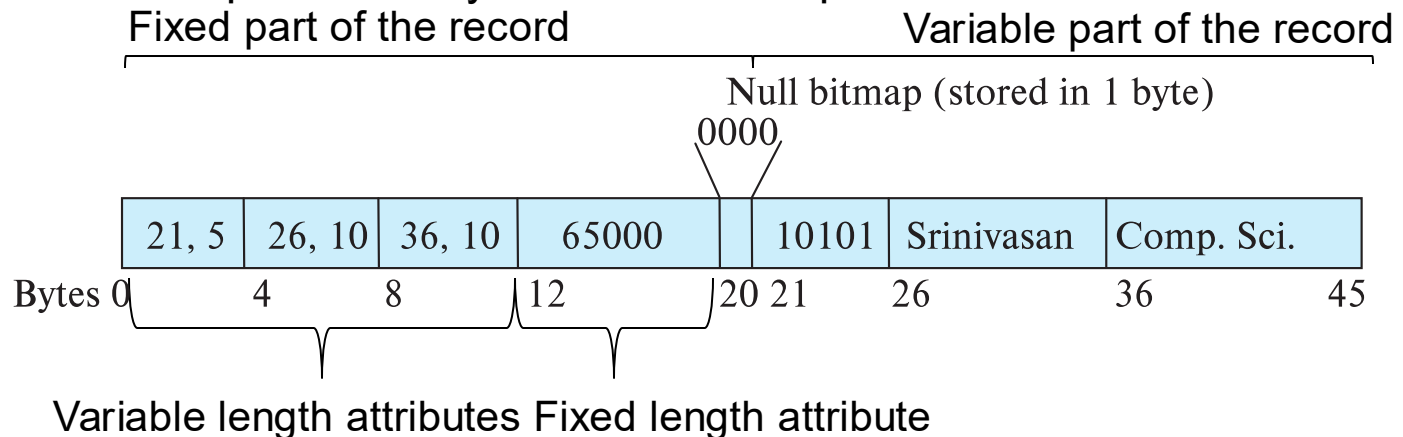 Fixed part of the record
Variable part of the record
Null bitmap (stored in 1 byte)
0000
21, 5 26, 10 36, 10 65000 10101 Srinivasan Comp. Sci.
Bytes 0 4 8 12 20 21 26 36 45
Variable length attributes Fixed length attribute